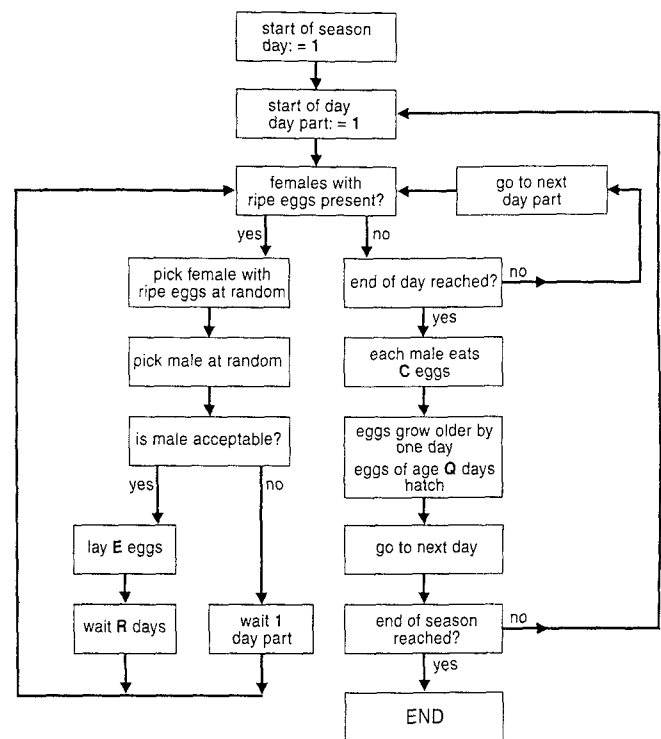 start of season
day: = 1
start of day
day part: = 1
females with
ripe eggs present?
go to next
day part
yes
no
pick female with
ripe eggs at random
end of day reached?
no
yes
pick male at random
each male eats
C eggs
is male acceptable?
eggs grow older by
one day
eggs of age Q days
hatch
yes
no
lay E eggs
go to next day
wait R days
wait 1
day part
end of season
reached?
no
yes
END